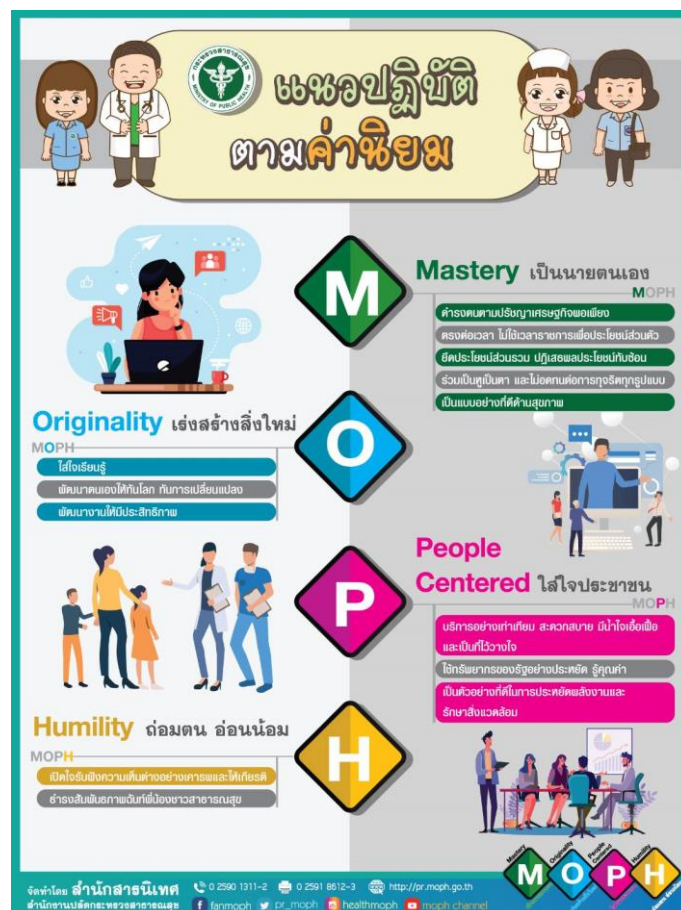 กระทรวงสาธารณสุข
MINISTRY OF PUBLIC HEALTH
แนวปฏิบัติ
ตามค่านิยม
M
Mastery เป็นนายตนเอง
MOPH
ดำรงตนตามปรัชญาเศรษฐกิจพอเพียง
ตรงต่อเวลา ไม่ใช้เวลาราชการเพื่อประโยชน์ส่วนตัว
ยึดประโยชน์ส่วนรวม ปฏิเสธผลประโยชน์ทับซ้อน
ร่วมเป็นหูเป็นตา และไม่อดทนต่อการทุจริตทุกรูปแบบ
เป็นแบบอย่างที่ดีด้านสุขภาพ
O
Originality เร่งสร้างสิ่งใหม่
MOPH
ใส่ใจเรียนรู้
พัฒนาตนเองให้ทันโลก ทันการเปลี่ยนแปลง
พัฒนางานให้มีประสิทธิภาพ
P
People
Centered ใส่ใจประชาชน
MOPH
บริการอย่างเท่าเทียม สะดวกสบาย มีน้ำใจเอื้อเฟื้อ
และเป็นที่ไว้วางใจ
ใช้ทรัพยากรของรัฐอย่างประหยัด รู้คุณค่า
เป็นตัวอย่างที่ดีในการประหยัดพลังงานและ
รักษาสิ่งแวดล้อม
H
Humility ถ่อมตน อ่อนน้อม
MOPH
เปิดใจรับฟังความเห็นต่างอย่างเคารพและให้เกียรติ
ธำรงสัมพันธภาพฉันท์พี่น้องชาวสาธารณสุข
Mastery
Originality
People
Centered
Humility
M O P H
จัดทำโดย สำนักสารนิเทศ
สำนักงานปลัดกระทรวงสาธารณสุข
0 2590 1311-2
0 2591 8612-3
http://pr.moph.go.th
fanmoph
pr_moph
healthmoph
moph channel